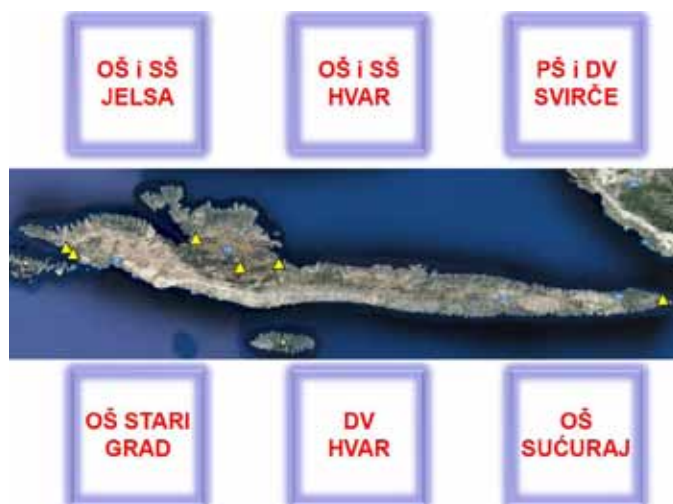 OŠ i SŠ
JELSA
OŠ i SŠ
HVAR
PŠ i DV
SVIRČE
OŠ STARI
GRAD
DV
HVAR
OŠ
SUĆURAJ